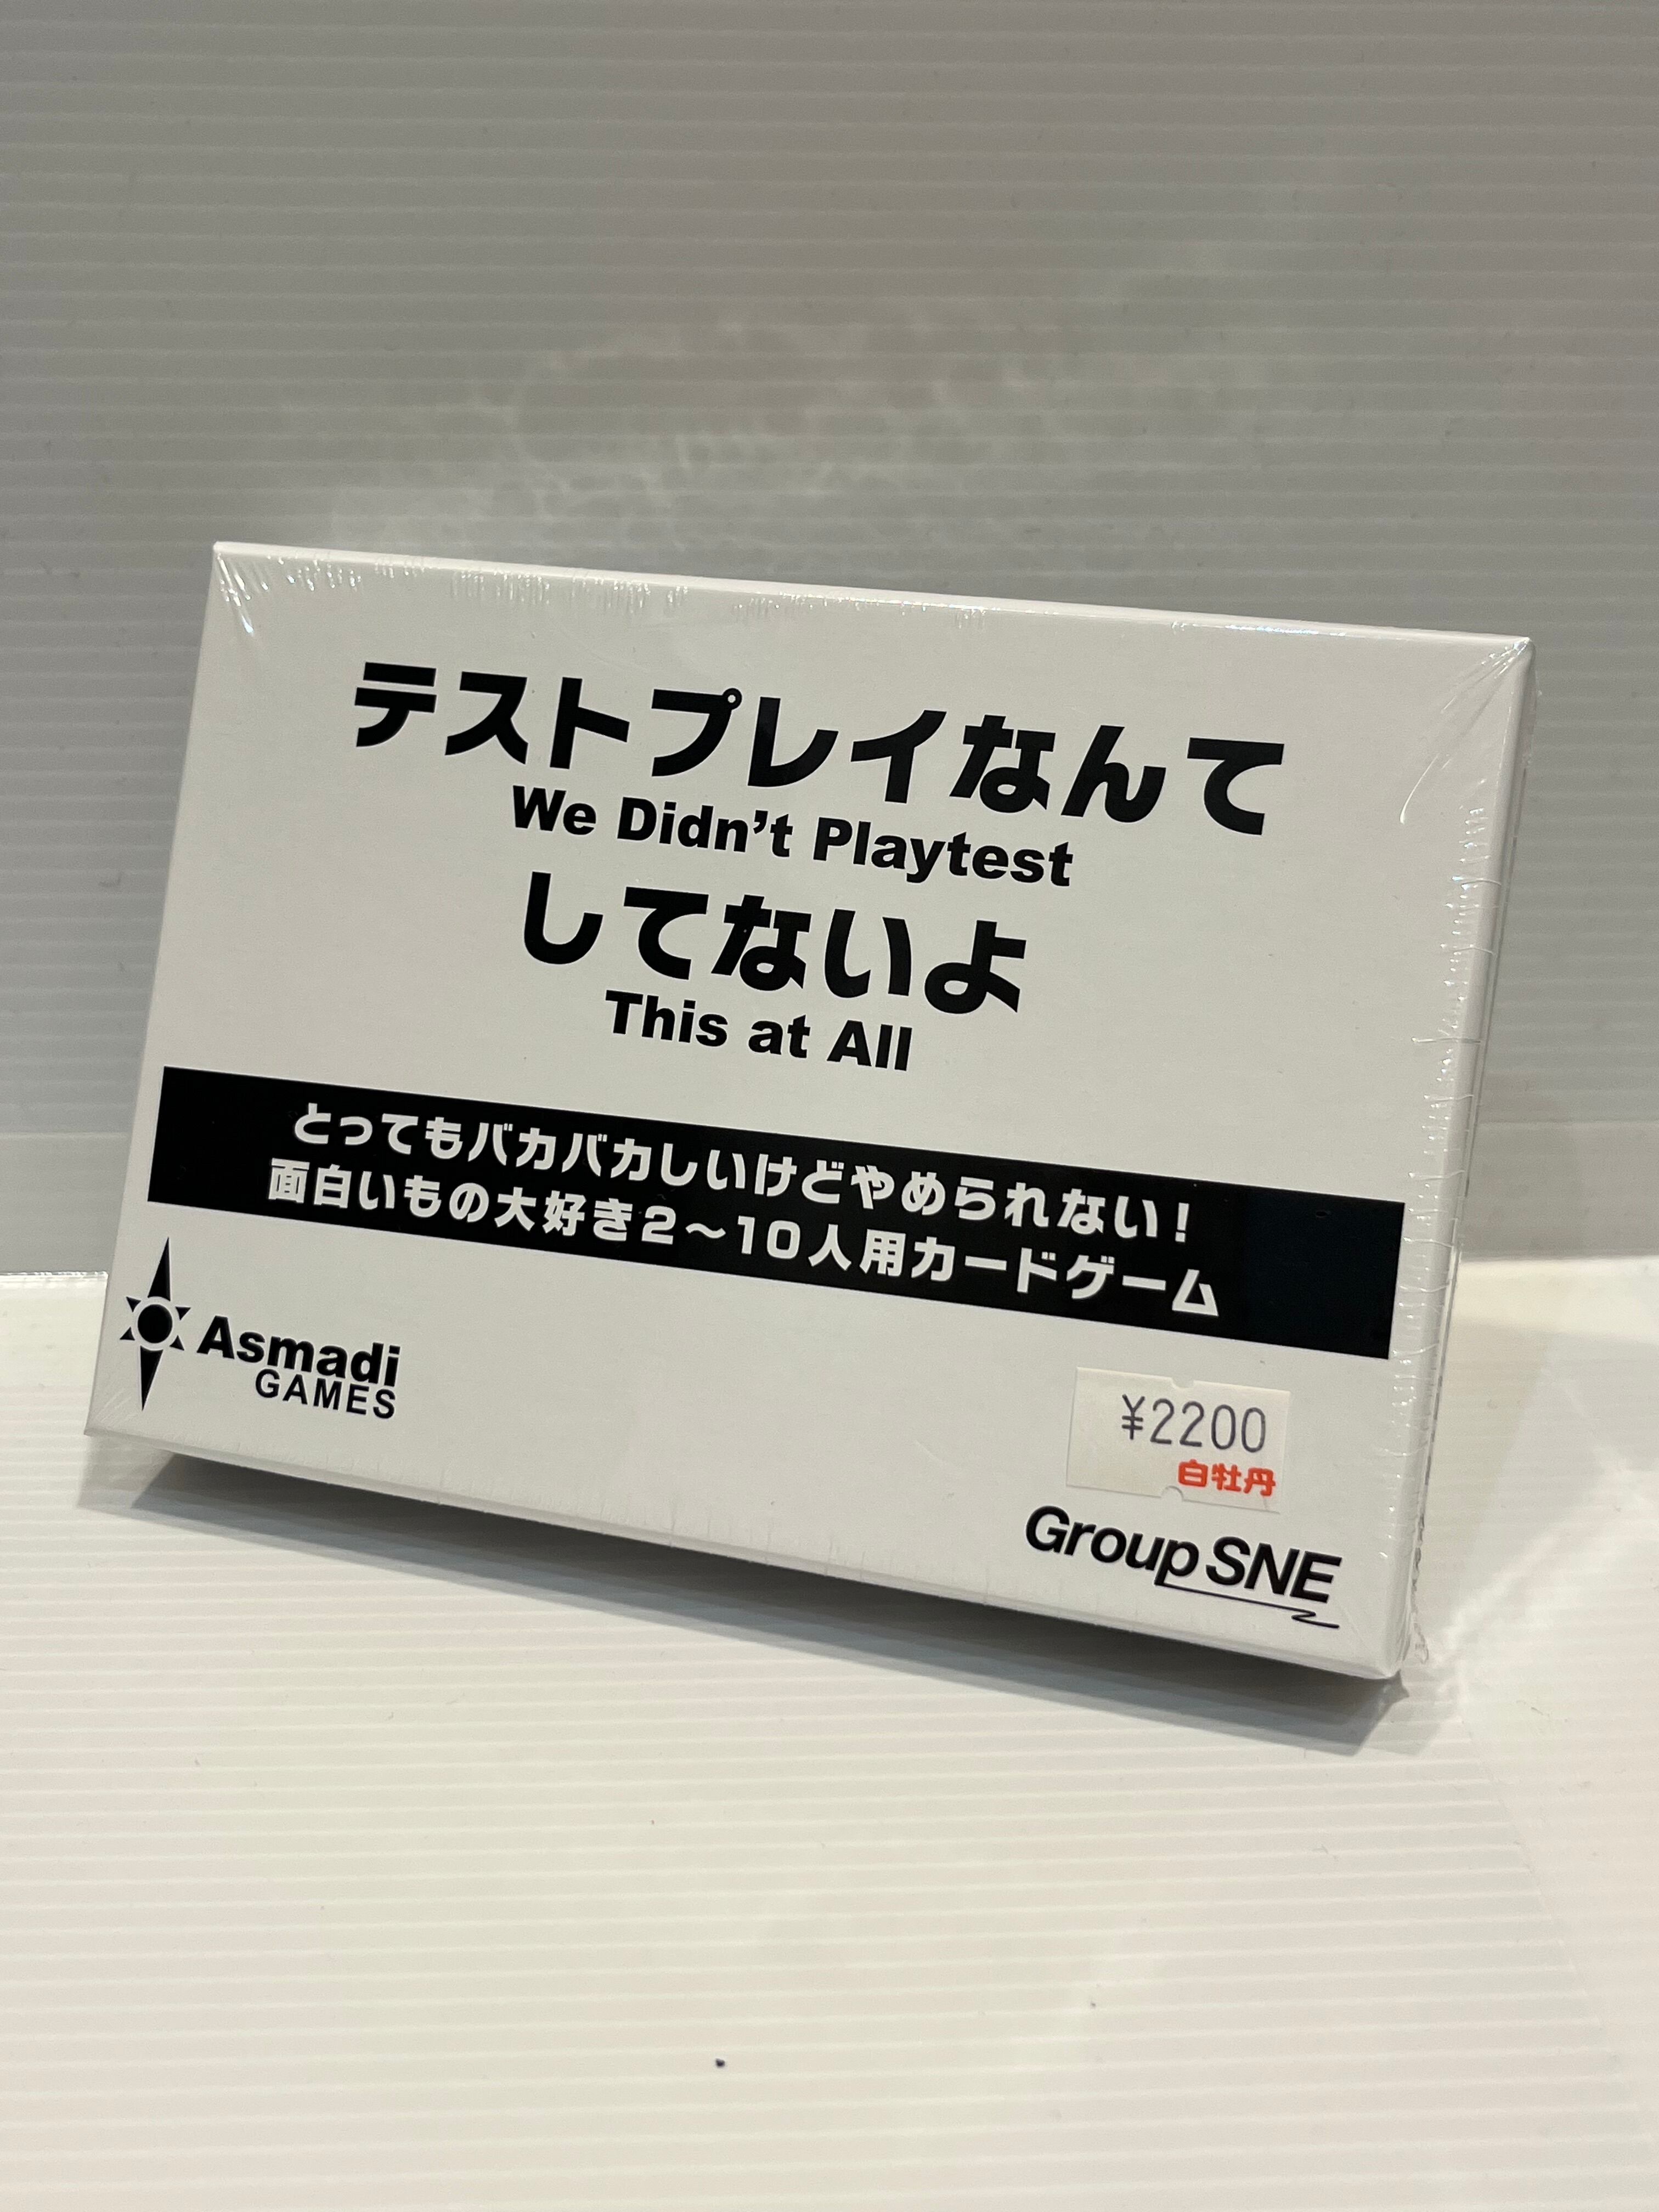 テストプレイなんて
We Didn't Playtest
してないよ
This at All
とってもバカバカしいけどやめられない!
面白いもの大好き2〜10人用カードゲーム
Asmadi
GAMES
¥2200
白牡丹
Group SNE